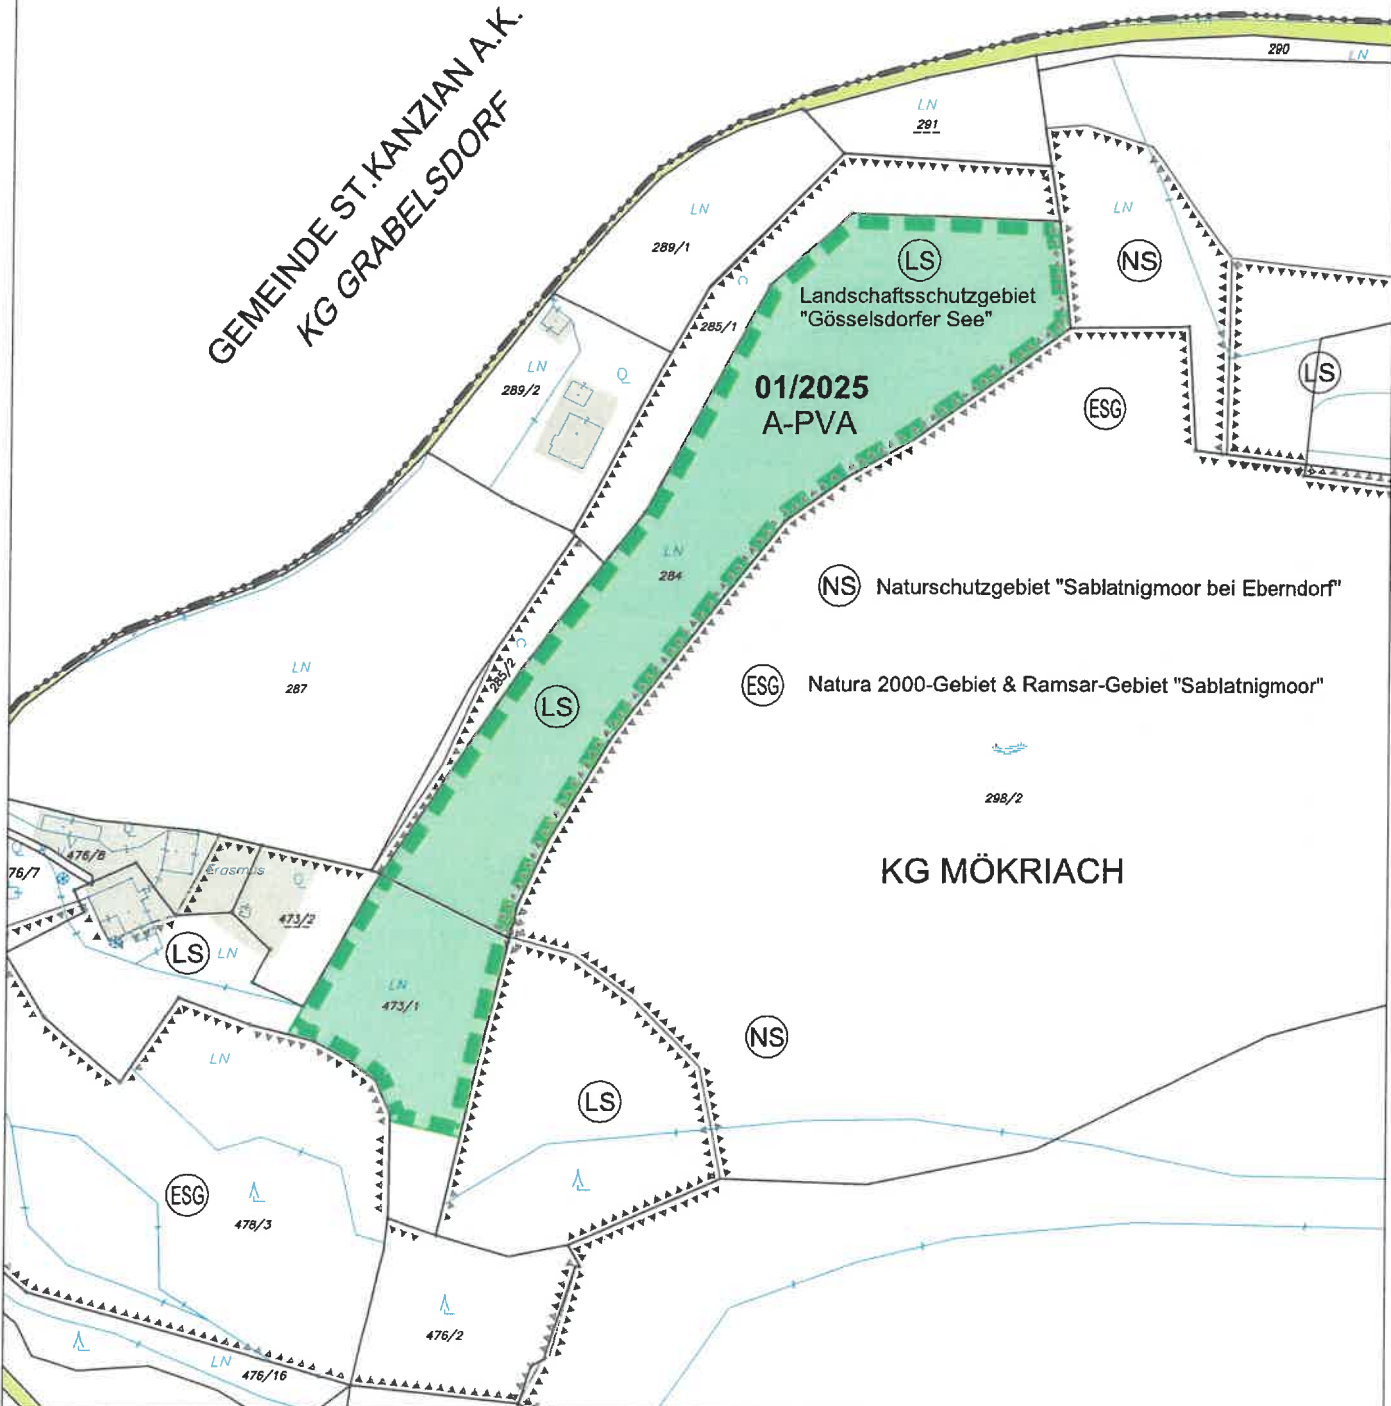 GEMEINDE ST.KANZIAN A.K.
KG GRABELSDORF
290
LN
LN
291
LN
289/1
LN
NS
LS
Landschaftsschutzgebiet
"Gösselsdorfer See"
C
285/1
LN
289/2
Q
01/2025
A-PVA
LS
ESG
LN
284
NS Naturschutzgebiet "Sablatnigmoor bei Eberndorf"
C
285/2
LN
287
LS
ESG Natura 2000-Gebiet & Ramsar-Gebiet "Sablatnigmoor"
298/2
KG MÖKRIACH
Q
476/8
Q
76/7
Erasmus
Q
473/2
LS
LN
LN
473/1
NS
LN
LS
ESG
478/3
476/2
LN
476/16